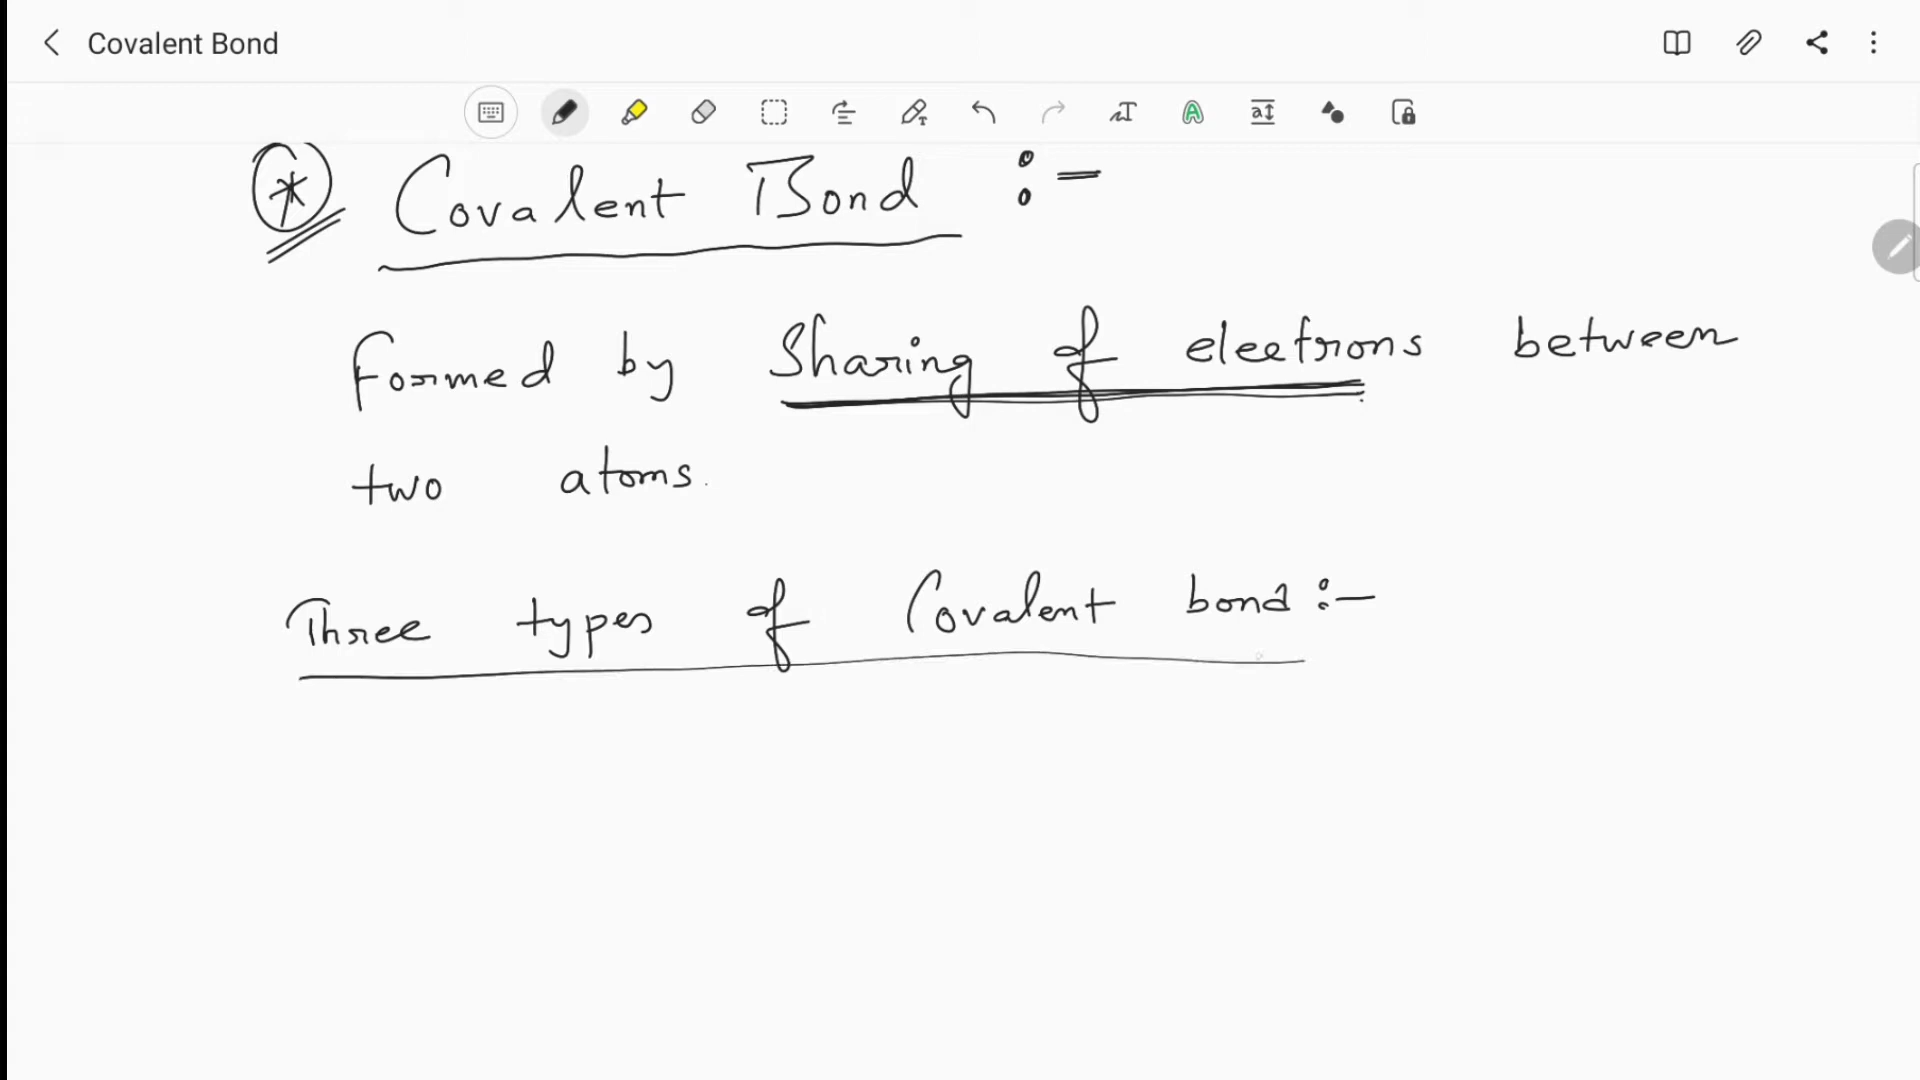 Covalent Bond
* Covalent Bond :-
Formed by Sharing of electrons between
two atoms.
Three types of Covalent bond :-